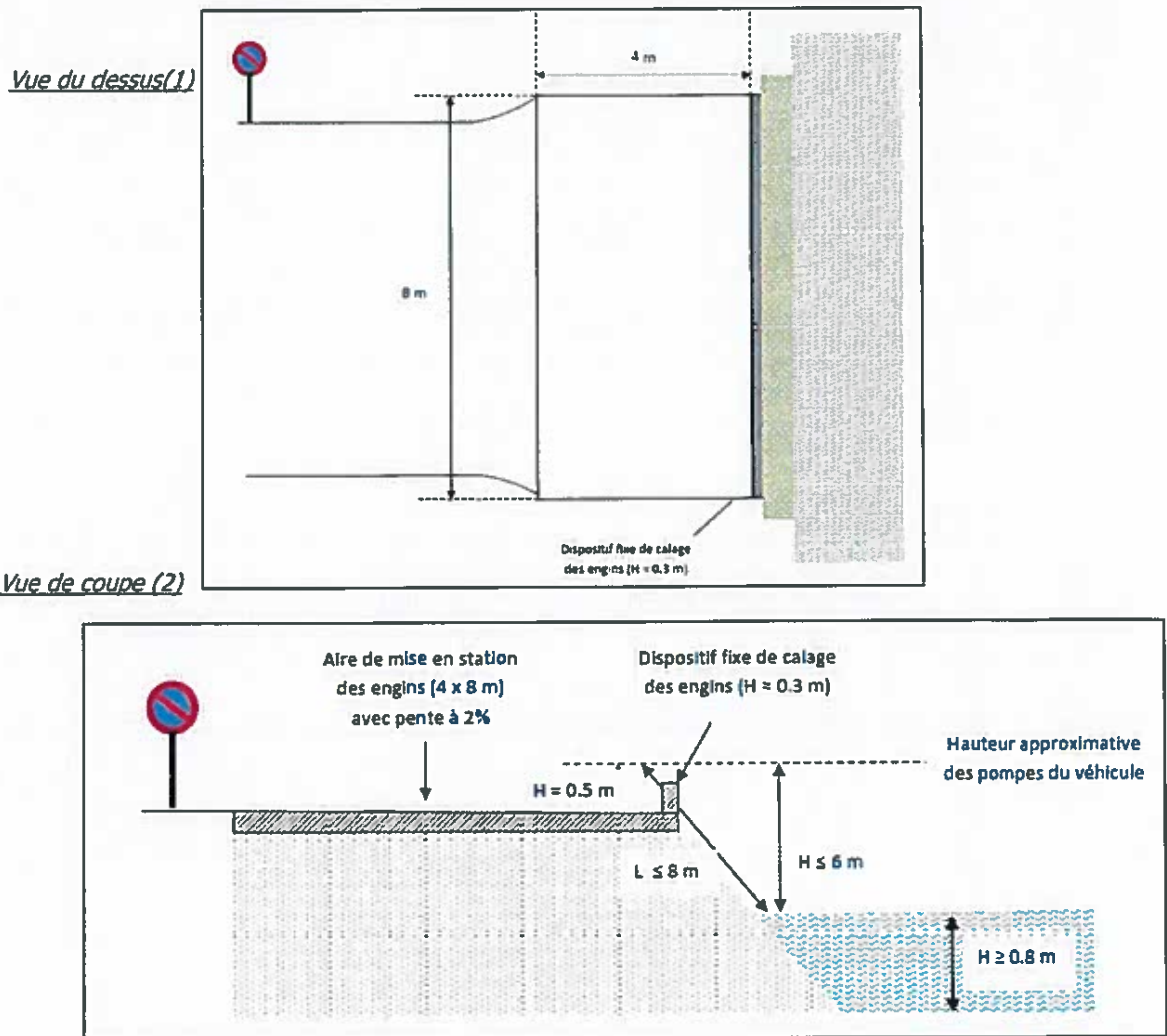 Vue du dessus(1)
4 m
8 m
Dispositif fixe de calage
des engins (H = 0,3 m)
Vue de coupe (2)
Aire de mise en station
des engins (4 x 8 m)
avec pente à 2%
Dispositif fixe de calage
des engins (H = 0.3 m)
Hauteur approximative
des pompes du véhicule
H = 0.5 m
L ≤ 8 m
H ≤ 6 m
H ≥ 0.8 m